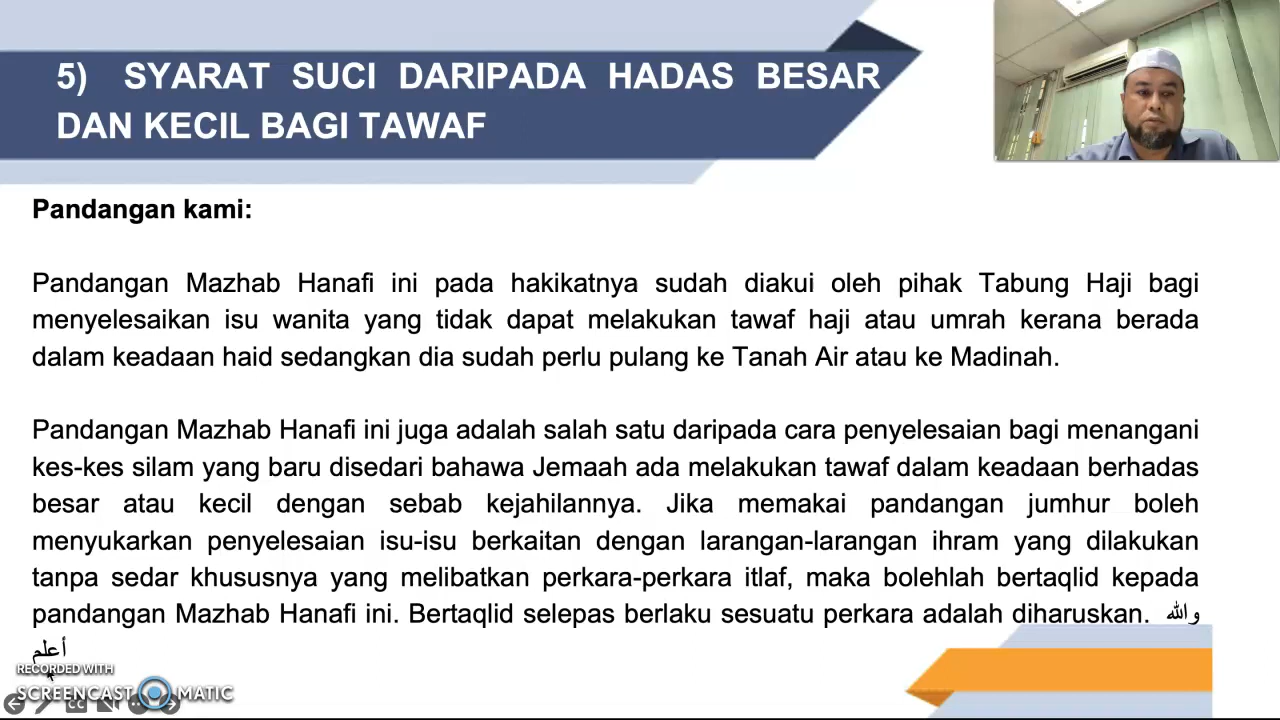 5) SYARAT SUCI DARIPADA HADAS BESAR
DAN KECIL BAGI TAWAF
Pandangan kami:
Pandangan Mazhab Hanafi ini pada hakikatnya sudah diakui oleh pihak Tabung Haji bagi
menyelesaikan isu wanita yang tidak dapat melakukan tawaf haji atau umrah kerana berada
dalam keadaan haid sedangkan dia sudah perlu pulang ke Tanah Air atau ke Madinah.
Pandangan Mazhab Hanafi ini juga adalah salah satu daripada cara penyelesaian bagi menangani
kes-kes silam yang baru disedari bahawa Jemaah ada melakukan tawaf dalam keadaan berhadas
besar atau kecil dengan sebab kejahilannya. Jika memakai pandangan jumhur boleh
menyukarkan penyelesaian isu-isu berkaitan dengan larangan-larangan ihram yang dilakukan
tanpa sedar khususnya yang melibatkan perkara-perkara itlaf, maka bolehlah bertaqlid kepada
pandangan Mazhab Hanafi ini. Bertaqlid selepas berlaku sesuatu perkara adalah diharuskan. والله
أعلم
RECORDED WITH
SCREENCAST MATIC
CC